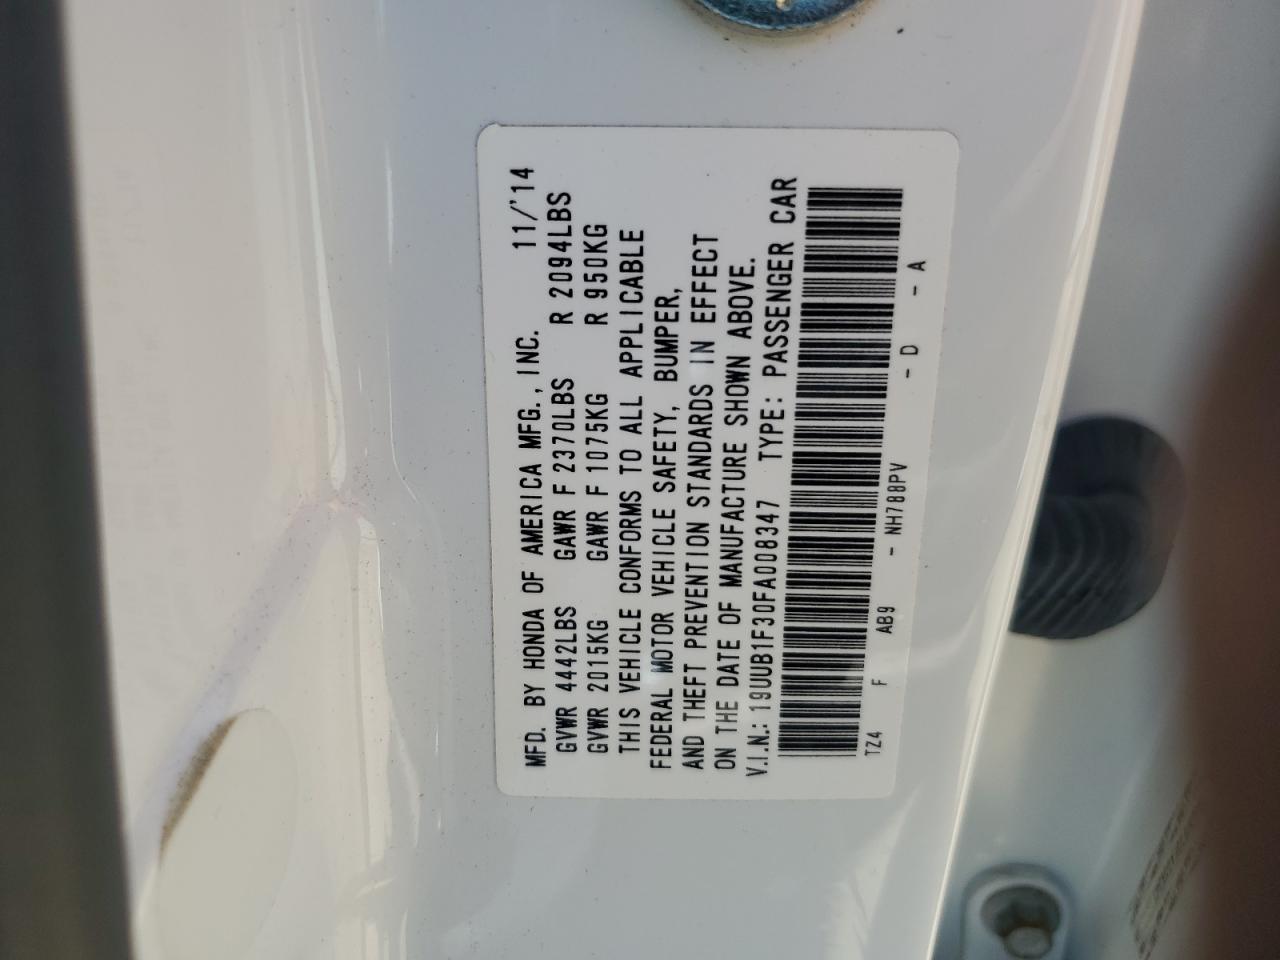 MFD. BY HONDA OF AMERICA MFG., INC. 11/'14
GVWR 4442LBS GAWR F 2370LBS R 2094LBS
GVWR 2015KG GAWR F 1075KG R 950KG
THIS VEHICLE CONFORMS TO ALL APPLICABLE
FEDERAL MOTOR VEHICLE SAFETY, BUMPER,
AND THEFT PREVENTION STANDARDS IN EFFECT
ON THE DATE OF MANUFACTURE SHOWN ABOVE.
V.I.N.: 19UUB1F30FA008347 TYPE: PASSENGER CAR
TZ4 F AB9 - NH788PV - D - A